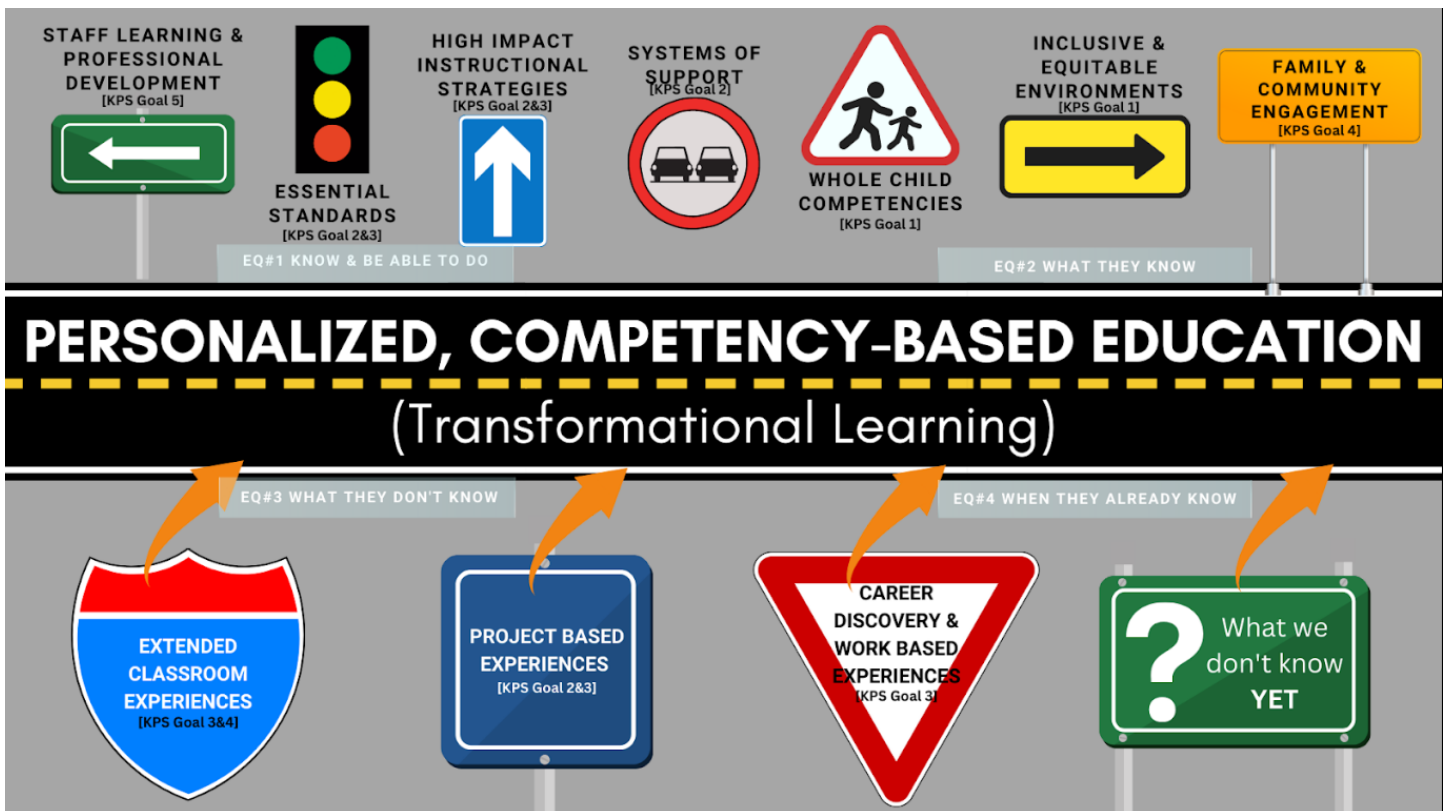 STAFF LEARNING &
PROFESSIONAL
DEVELOPMENT
[KPS Goal 5]
ESSENTIAL
STANDARDS
[KPS Goal 2&3]
HIGH IMPACT
INSTRUCTIONAL
STRATEGIES
[KPS Goal 2&3]
SYSTEMS OF
SUPPORT
[KPS Goal 2]
WHOLE CHILD
COMPETENCIES
[KPS Goal 1]
INCLUSIVE &
EQUITABLE
ENVIRONMENTS
[KPS Goal 1]
FAMILY &
COMMUNITY
ENGAGEMENT
[KPS Goal 4]
EQ#1 KNOW & BE ABLE TO DO
EQ#2 WHAT THEY KNOW
PERSONALIZED, COMPETENCY-BASED EDUCATION
(Transformational Learning)
EQ#3 WHAT THEY DON'T KNOW
EQ#4 WHEN THEY ALREADY KNOW
EXTENDED
CLASSROOM
EXPERIENCES
[KPS Goal 3&4]
PROJECT BASED
EXPERIENCES
[KPS Goal 2&3]
CAREER
DISCOVERY &
WORK BASED
EXPERIENCES
[KPS Goal 3]
?
What we
don't know
YET